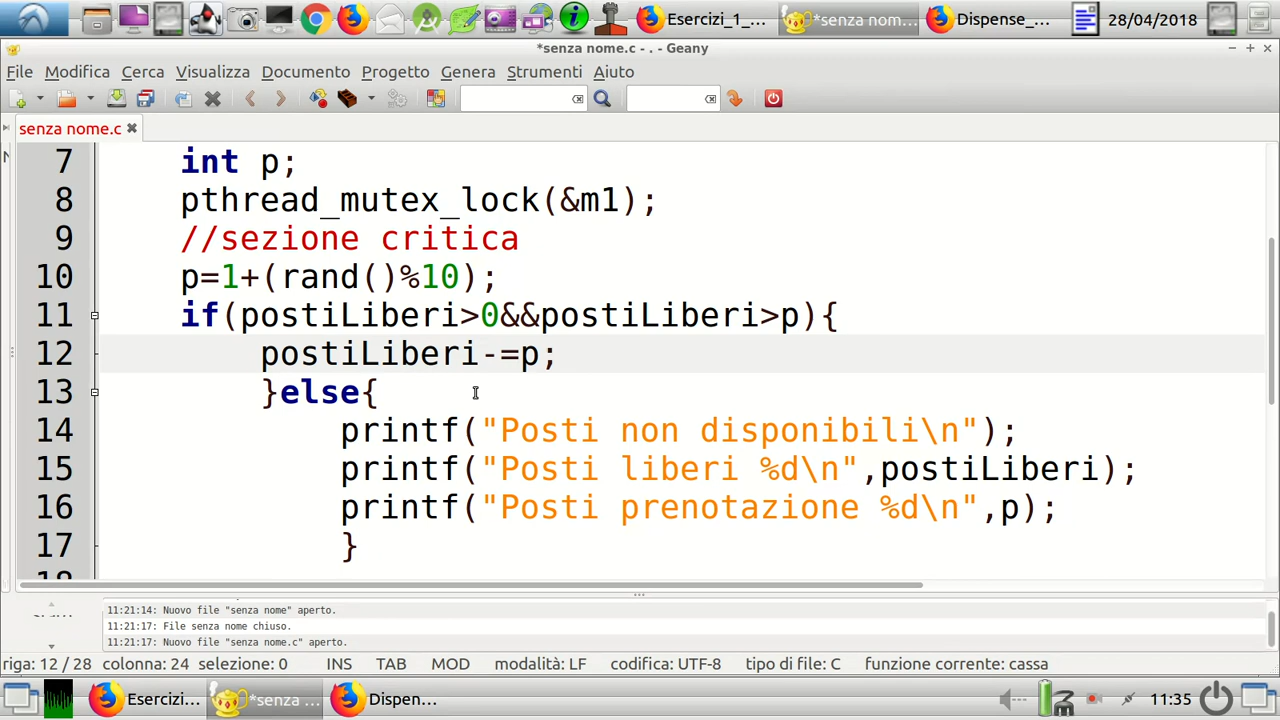 Esercizi_1_...
*senza nom...
Dispense_...
28/04/2018
*senza nome.c - . - Geany
File Modifica Cerca Visualizza Documento Progetto Genera Strumenti Aiuto
senza nome.c
7 int p;
8 pthread_mutex_lock(&m1);
9 //sezione critica
10 p=1+(rand()%10);
11 if(postiLiberi>0&&postiLiberi>p){
12 postiLiberi-=p;
13 }else{
14 printf("Posti non disponibili\n");
15 printf("Posti liberi %d\n",postiLiberi);
16 printf("Posti prenotazione %d\n",p);
17 }
11:21:14: Nuovo file "senza nome" aperto.
11:21:17: File senza nome chiuso.
11:21:17: Nuovo file "senza nome.c" aperto.
riga: 12 / 28 colonna: 24 selezione: 0 INS TAB MOD modalità: LF codifica: UTF-8 tipo di file: C funzione corrente: cassa
Esercizi... *senza ... Dispen... 11:35